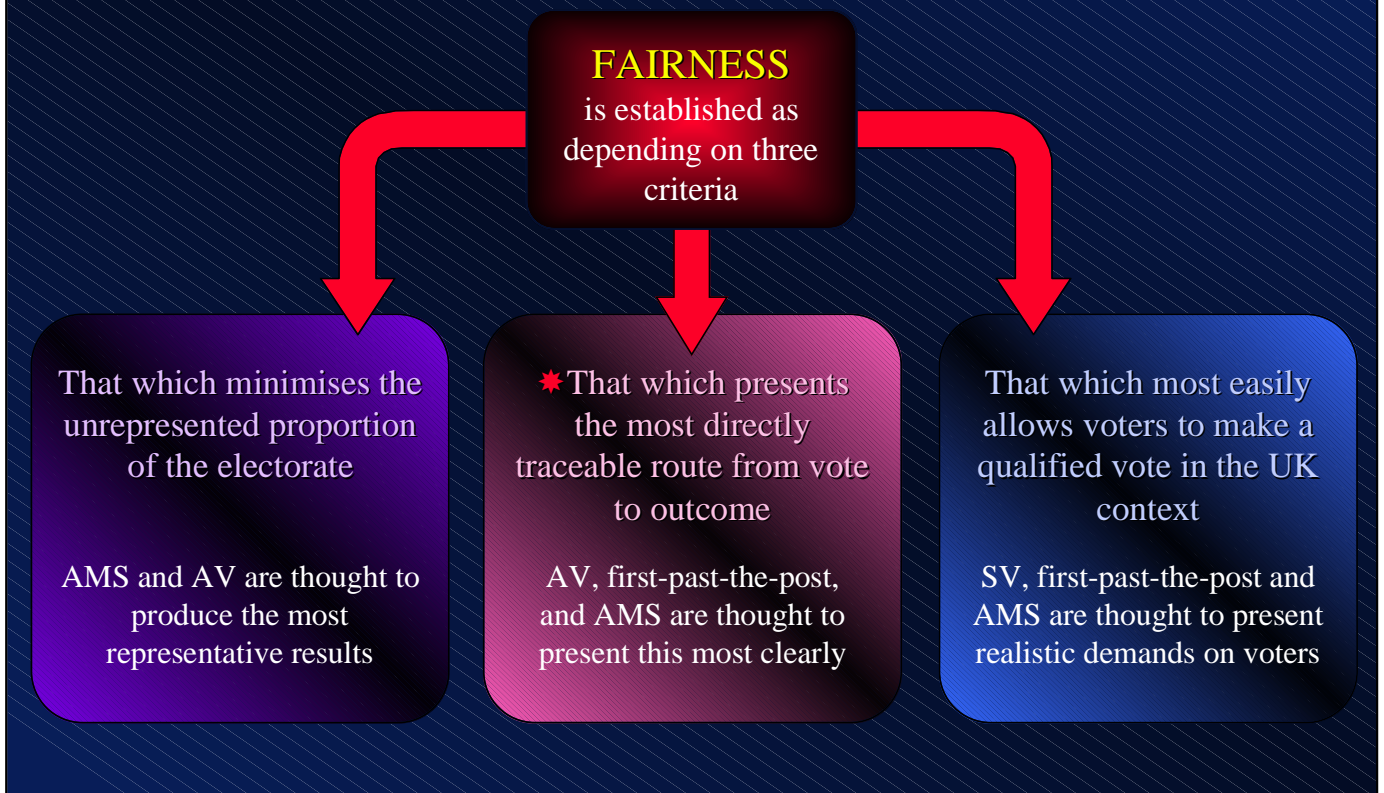 FAIRNESS
is established as
depending on three
criteria
That which minimises the
unrepresented proportion
of the electorate
AMS and AV are thought to
produce the most
representative results
✸That which presents
the most directly
traceable route from vote
to outcome
AV, first-past-the-post,
and AMS are thought to
present this most clearly
That which most easily
allows voters to make a
qualified vote in the UK
context
SV, first-past-the-post and
AMS are thought to present
realistic demands on voters